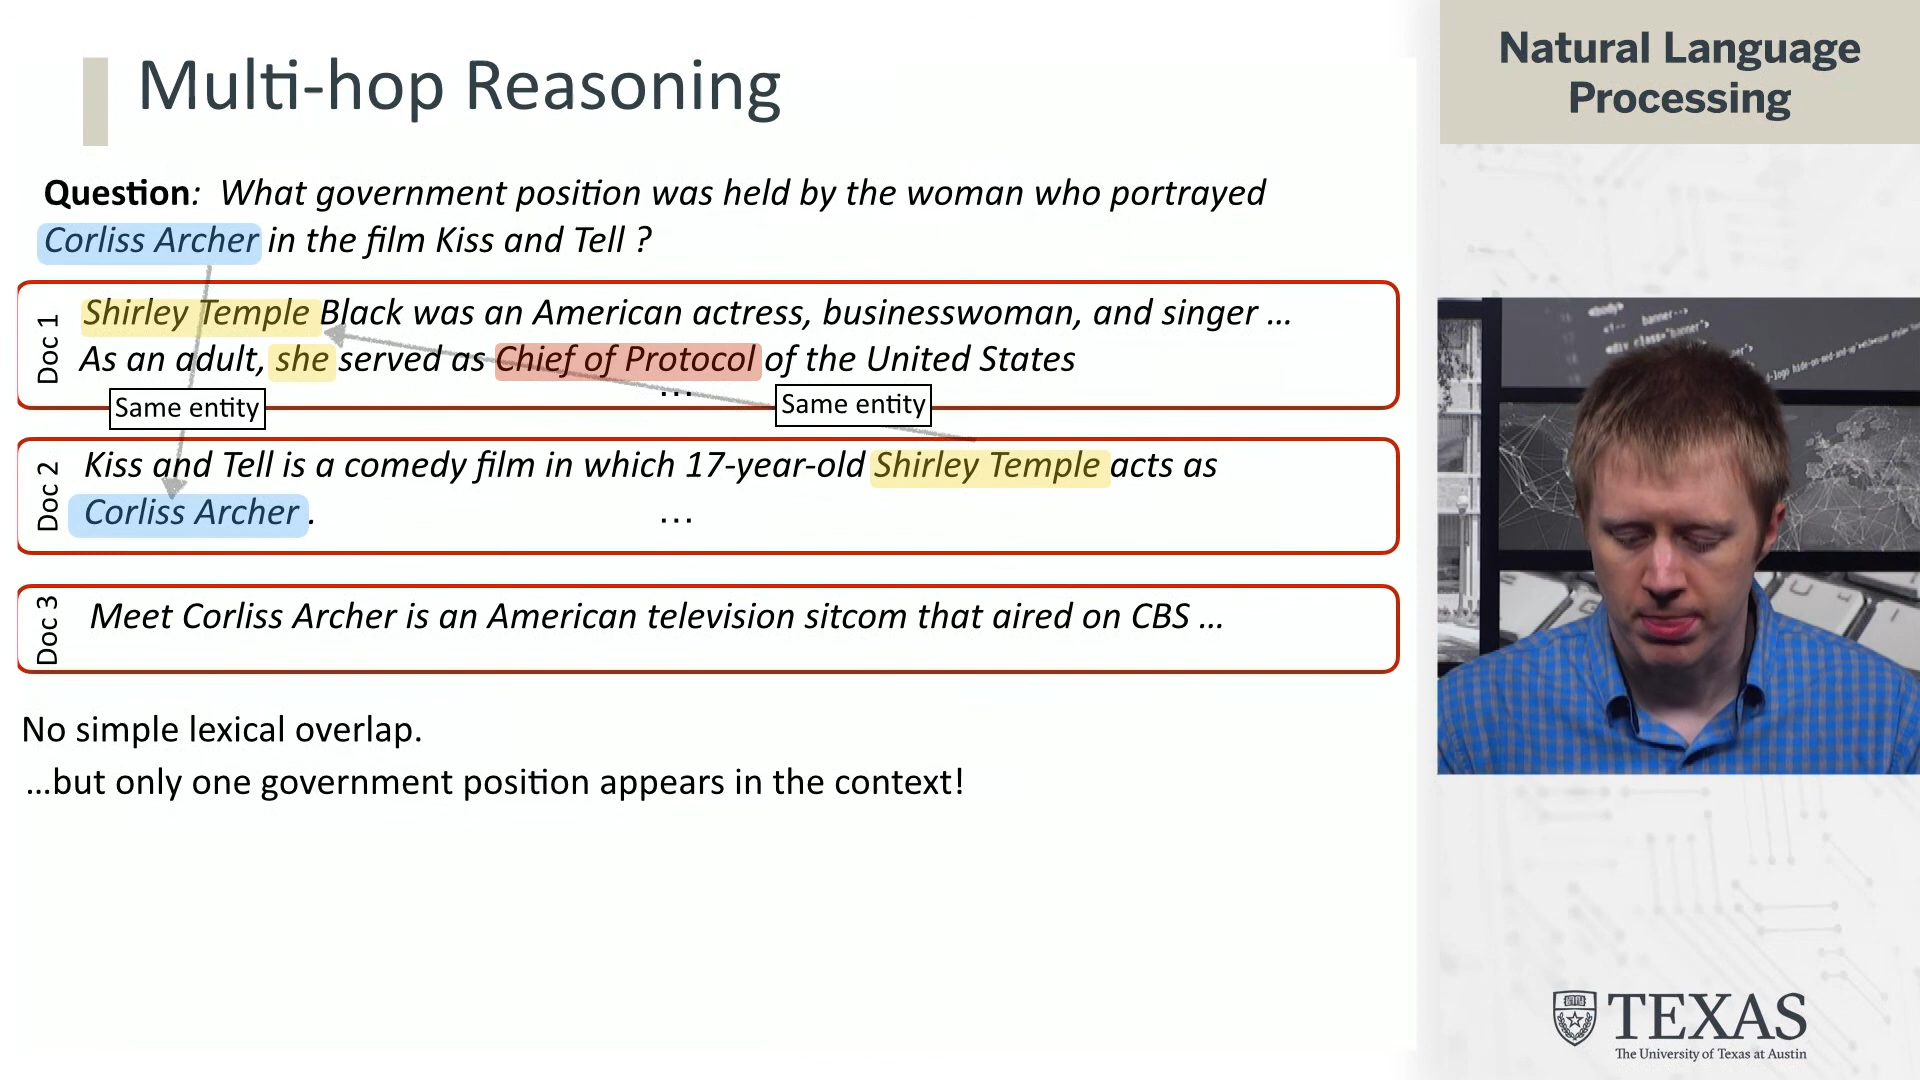 Multi-hop Reasoning
Natural Language
Processing
Question: What government position was held by the woman who portrayed
Corliss Archer in the film Kiss and Tell ?
Doc 1
Shirley Temple Black was an American actress, businesswoman, and singer ...
As an adult, she served as Chief of Protocol of the United States
...
Same entity
Same entity
Doc 2
Kiss and Tell is a comedy film in which 17-year-old Shirley Temple acts as
Corliss Archer .
...
Doc 3
Meet Corliss Archer is an American television sitcom that aired on CBS ...
No simple lexical overlap.
...but only one government position appears in the context!
<body>
banner-->
class="banner">
TEXAS
The University of Texas at Austin